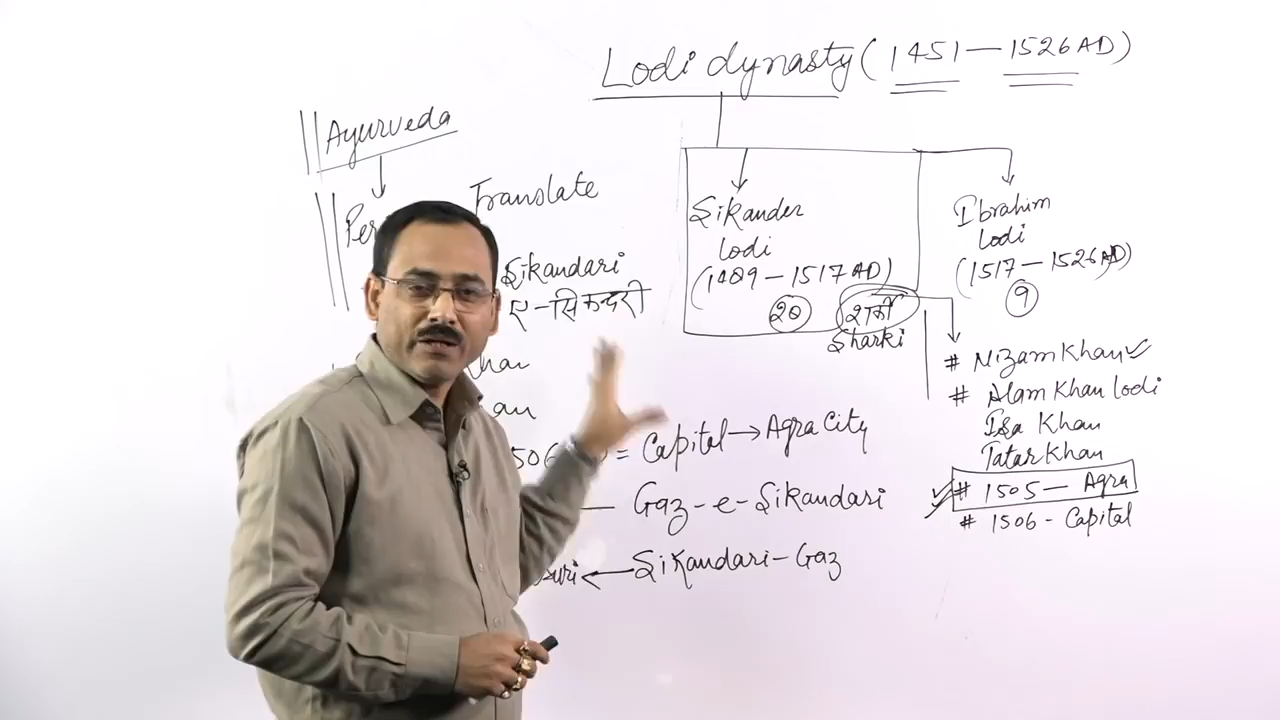 Lodi dynasty (1451 — 1526 AD)
Ayurveda
Translate
Sikandari
ए-सिकन्दरी
Sikander
Lodi
(1489 — 1517 AD)
20
शर्की
Sharki
Ibrahim
Lodi
(1517 — 1526 AD)
9
# Nizam Khan ✓
# Alam Khan Lodi
Isa Khan
Tatar Khan
# 1505 — Agra
# 1506 - Capital
= Capital → Agra City
— Gaz-e-Sikandari
← Sikandari-Gaz